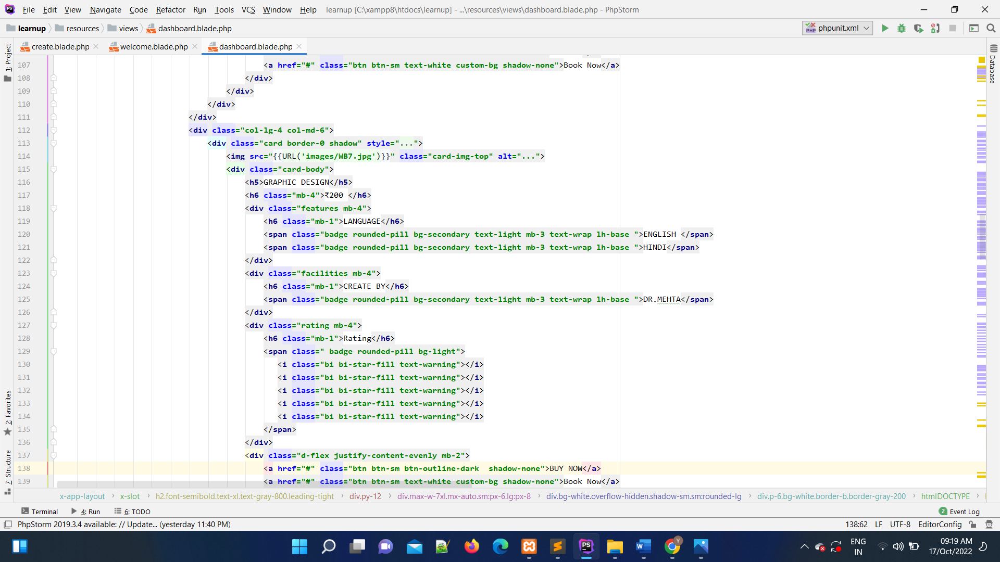 File Edit View Navigate Code Refactor Run Tools VCS Window Help learnup [C:\xampp8\htdocs\learnup] - ...\resources\views\dashboard.blade.php - PhpStorm
learnup resources views dashboard.blade.php phpunit.xml
create.blade.php welcome.blade.php dashboard.blade.php
1: Project
Database
107 <a href="#" class="btn btn-sm text-white custom-bg shadow-none">Book Now</a>
108 </div>
109 </div>
110 </div>
111 </div>
112 <div class="col-lg-4 col-md-6">
113 <div class="card border-0 shadow" style="...">
114 <img src="{{URL('images/WB7.jpg')}}" class="card-img-top" alt="...">
115 <div class="card-body">
116 <h5>GRAPHIC DESIGN</h5>
117 <h6 class="mb-4">₹200 </h6>
118 <div class="features mb-4">
119 <h6 class="mb-1">LANGUAGE</h6>
120 <span class="badge rounded-pill bg-secondary text-light mb-3 text-wrap lh-base ">ENGLISH </span>
121 <span class="badge rounded-pill bg-secondary text-light mb-3 text-wrap lh-base ">HINDI</span>
122 </div>
123 <div class="facilities mb-4">
124 <h6 class="mb-1">CREATE BY</h6>
125 <span class="badge rounded-pill bg-secondary text-light mb-3 text-wrap lh-base ">DR.MEHTA</span>
126 </div>
127 <div class="rating mb-4">
128 <h6 class="mb-1">Rating</h6>
129 <span class=" badge rounded-pill bg-light">
130 <i class="bi bi-star-fill text-warning"></i>
131 <i class="bi bi-star-fill text-warning"></i>
132 <i class="bi bi-star-fill text-warning"></i>
133 <i class="bi bi-star-fill text-warning"></i>
134 <i class="bi bi-star-fill text-warning"></i>
135 </span>
136 </div>
137 <div class="d-flex justify-content-evenly mb-2">
138 <a href="#" class="btn btn-sm btn-outline-dark  shadow-none">BUY NOW</a>
139 <a href="#" class="btn btn-sm text-white custom-bg shadow-none">Book Now</a>
2: Favorites
7: Structure
x-app-layout x-slot h2.font-semibold.text-xl.text-gray-800.leading-tight div.py-12 div.max-w-7xl.mx-auto.sm:px-6.lg:px-8 div.bg-white.overflow-hidden.shadow-sm.sm:rounded-lg div.p-6.bg-white.border-b.border-gray-200 htmlDOCTYPE
Terminal 4: Run 6: TODO 2 Event Log
PhpStorm 2019.3.4 available: // Update... (yesterday 11:40 PM) 138:62 LF UTF-8 EditorConfig
ENG
IN
09:19 AM
17/Oct/2022